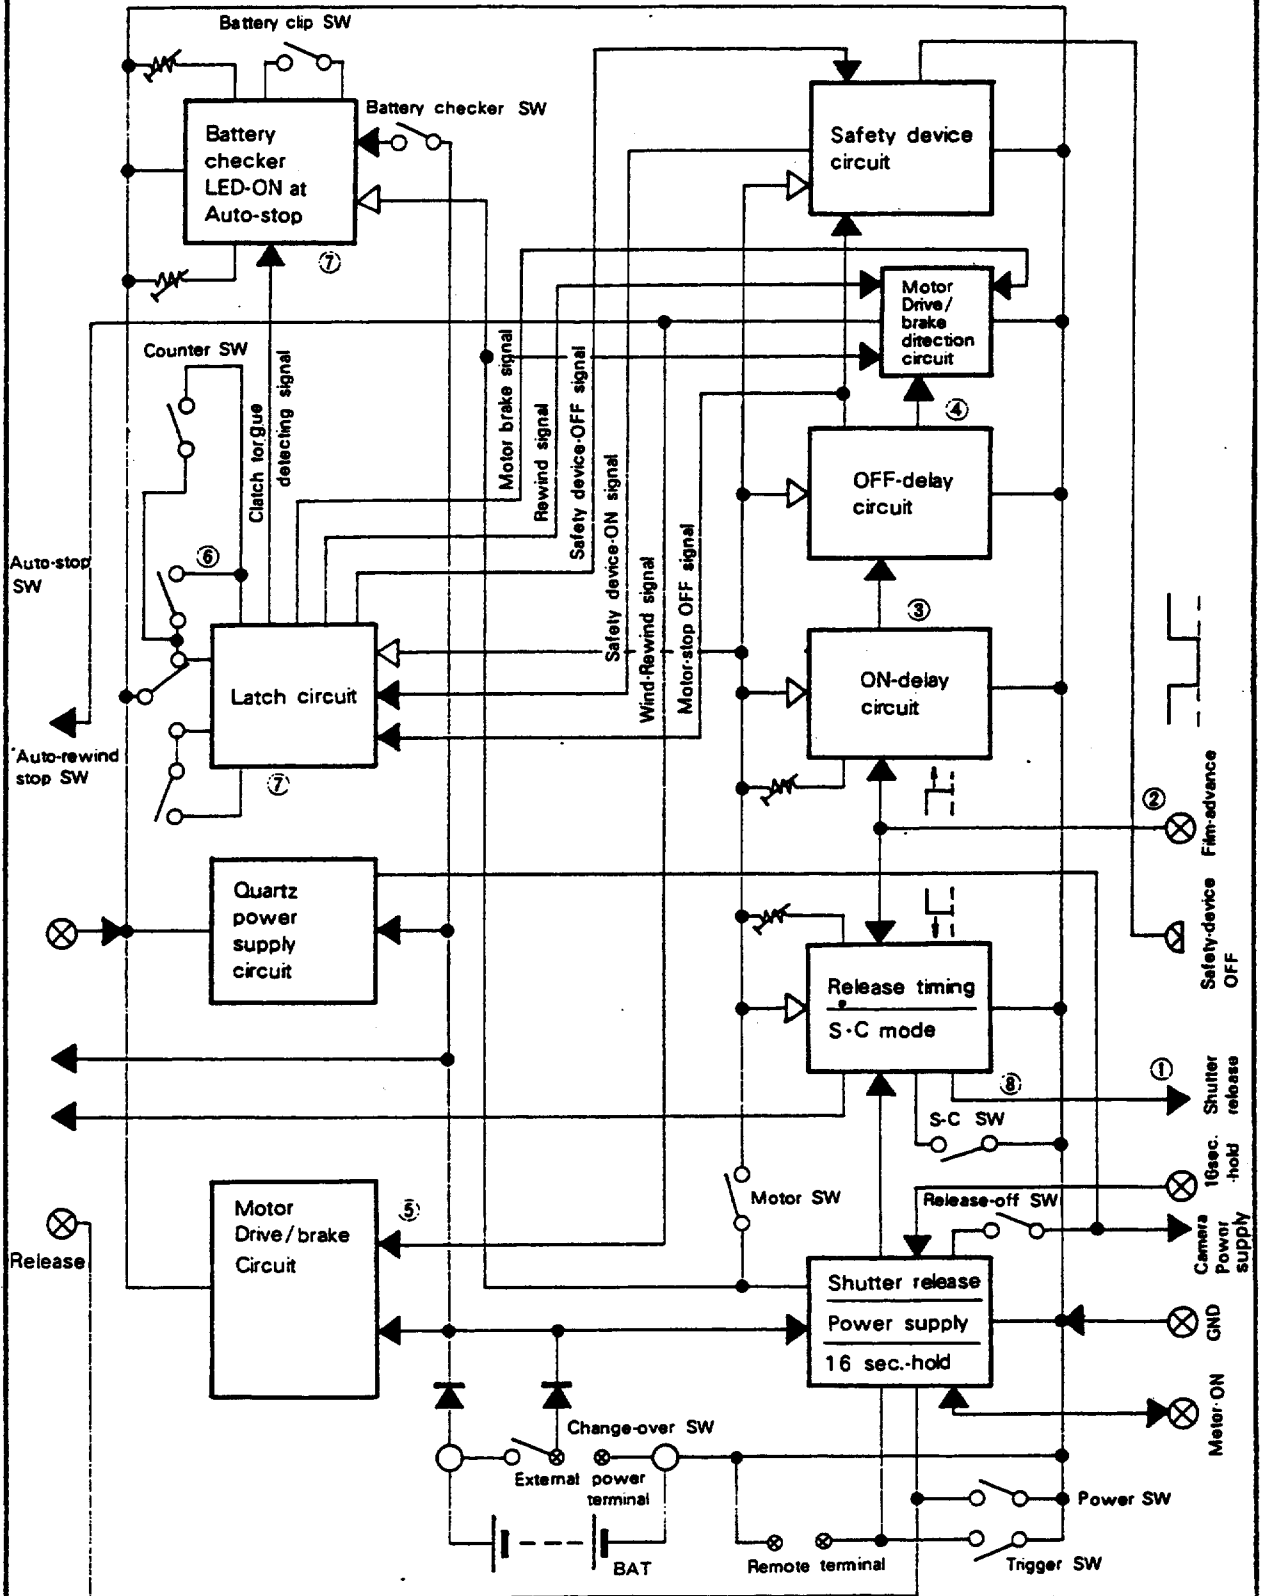 Battery clip SW
Battery checker SW
Battery
checker
LED-ON at
Auto-stop
⑦
Safety device
circuit
Motor
Drive/
brake
ditection
circuit
④
Counter SW
Clatch torgue
detecting signal
Motor brake signal
Rewind signal
Safety device-OFF signal
Safety device-ON signal
Wind-Rewind signal
Motor-stop OFF signal
OFF-delay
circuit
③
Auto-stop
SW
⑥
Latch circuit
⑦
ON-delay
circuit
Auto-rewind
stop SW
②
Film-advance
Quartz
power
supply
circuit
Safety-device
OFF
Release timing
S·C mode
⑧
①
Shutter
release
S-C SW
16sec.
-hold
Motor SW
Release-off SW
Camera
Power
supply
Motor
Drive/brake
Circuit
⑤
Release
Shutter release
Power supply
16 sec.-hold
GND
Motor·ON
Change-over SW
External power
terminal
BAT
Remote terminal
Power SW
Trigger SW